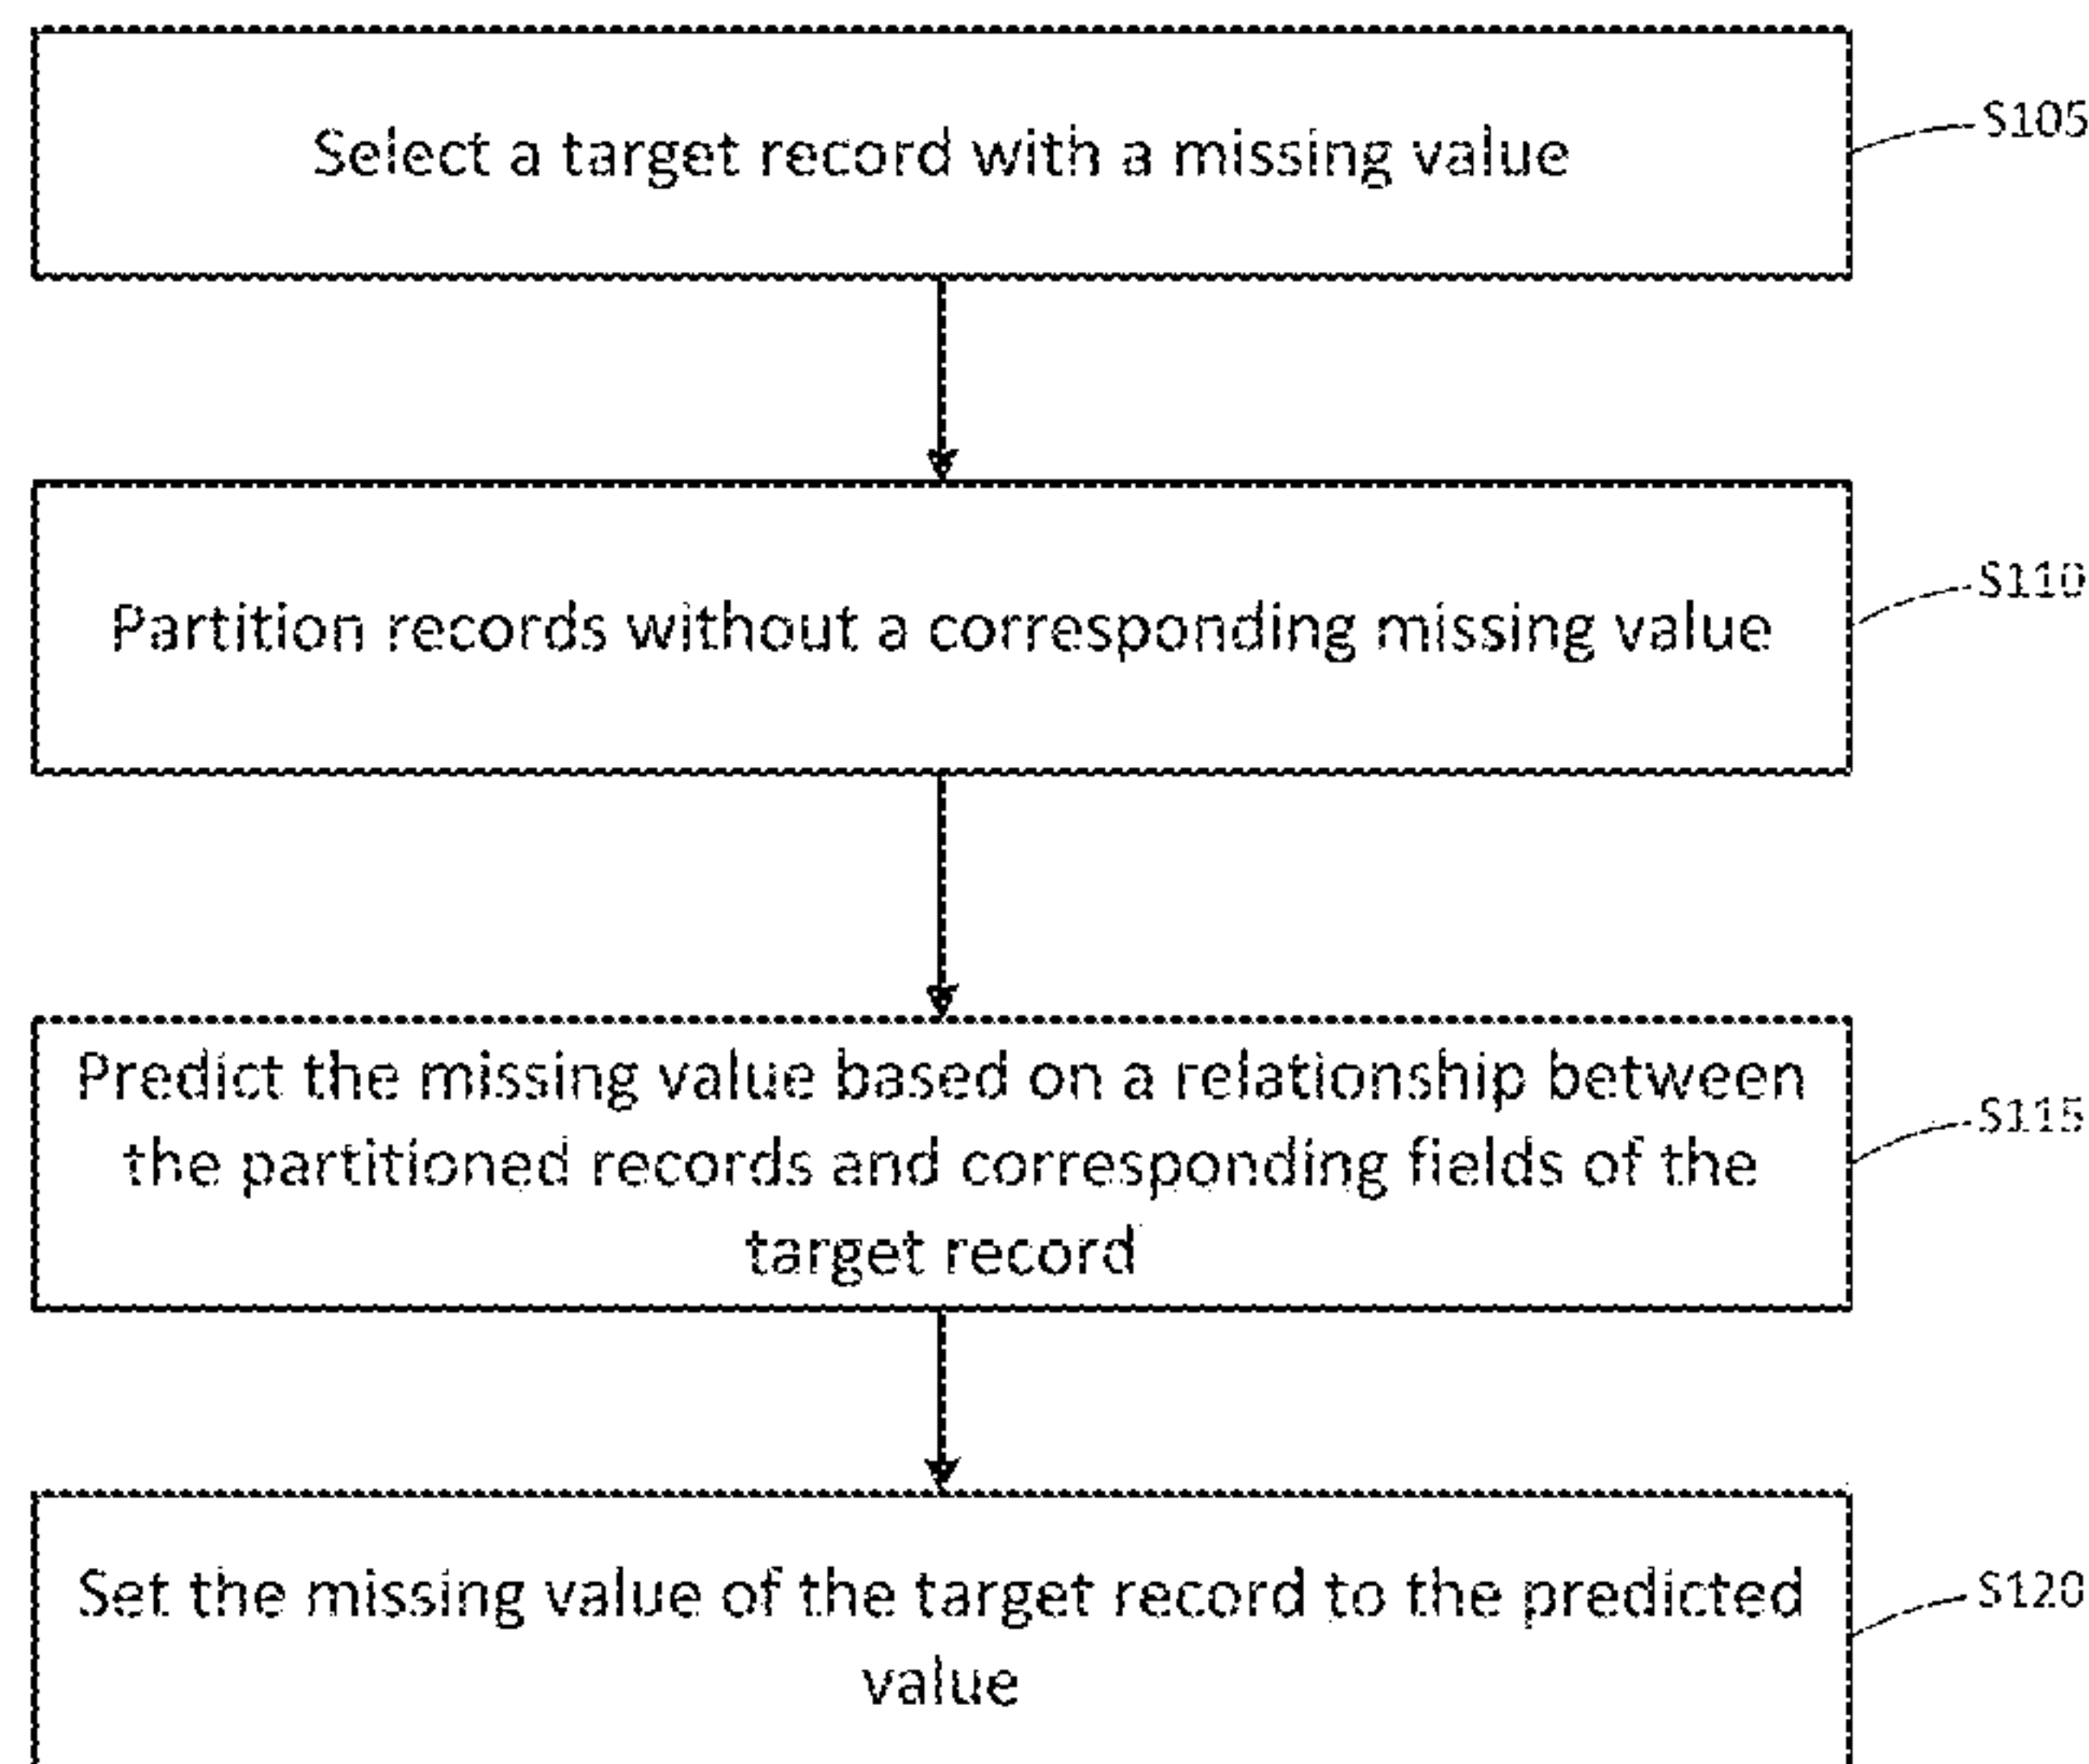 Select a target record with a missing value
S105
Partition records without a corresponding missing value
S110
Predict the missing value based on a relationship between
the partitioned records and corresponding fields of the
target record
S115
Set the missing value of the target record to the predicted
value
S120